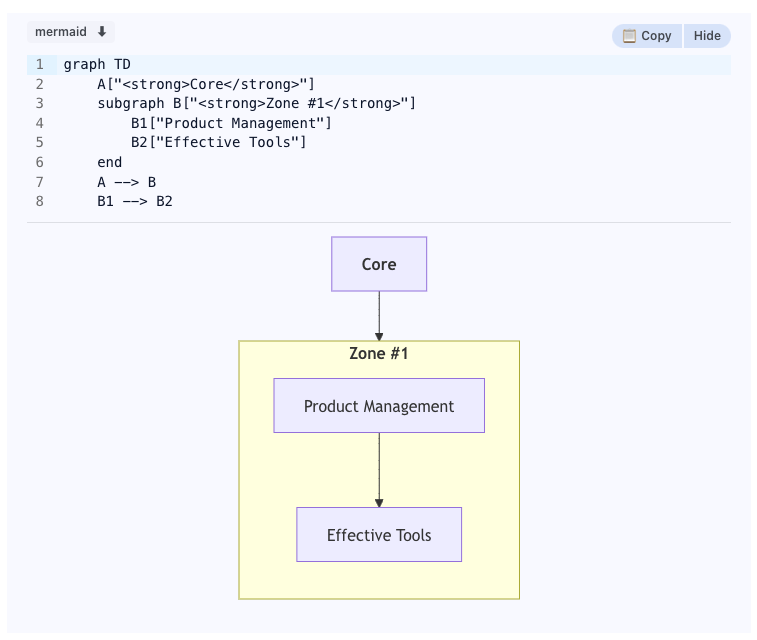 mermaid ⬇
Copy Hide
1 graph TD
2 A["<strong>Core</strong>"]
3 subgraph B["<strong>Zone #1</strong>"]
4 B1["Product Management"]
5 B2["Effective Tools"]
6 end
7 A --> B
8 B1 --> B2
Core
Zone #1
Product Management
Effective Tools